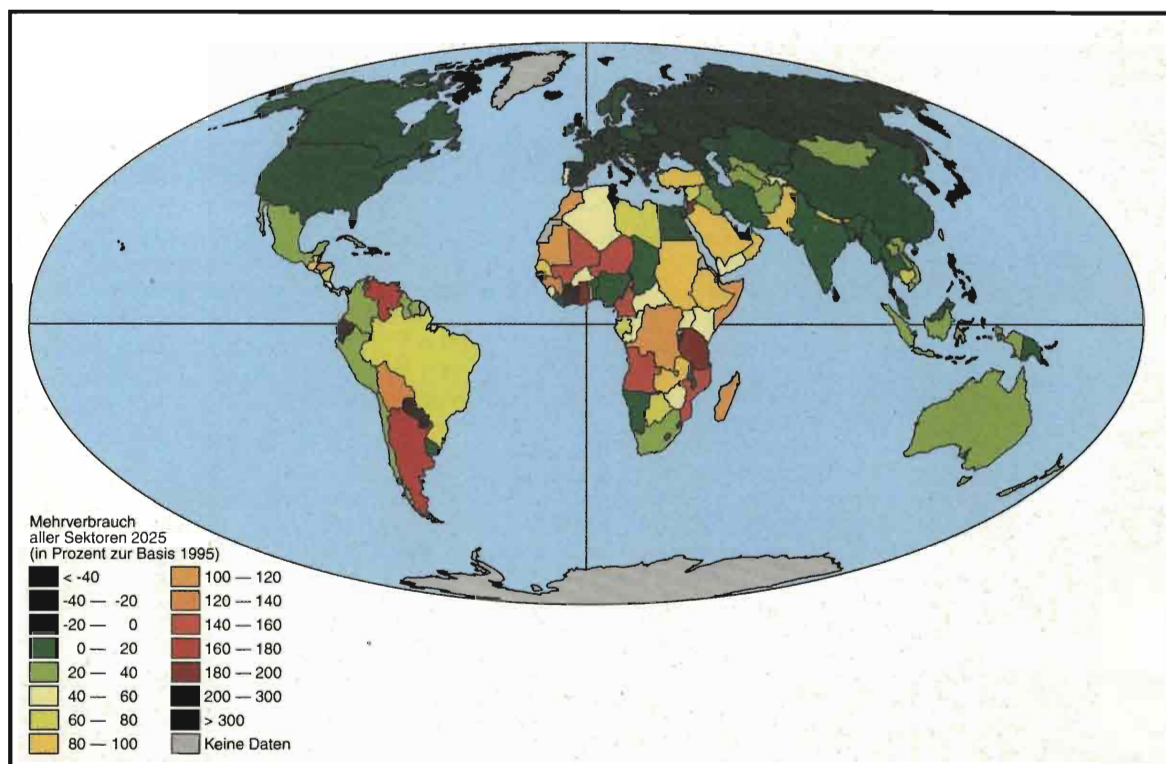 Mehrverbrauch
aller Sektoren 2025
(in Prozent zur Basis 1995)
< -40
-40 — -20
-20 — 0
0 — 20
20 — 40
40 — 60
60 — 80
80 — 100
100 — 120
120 — 140
140 — 160
160 — 180
180 — 200
200 — 300
> 300
Keine Daten